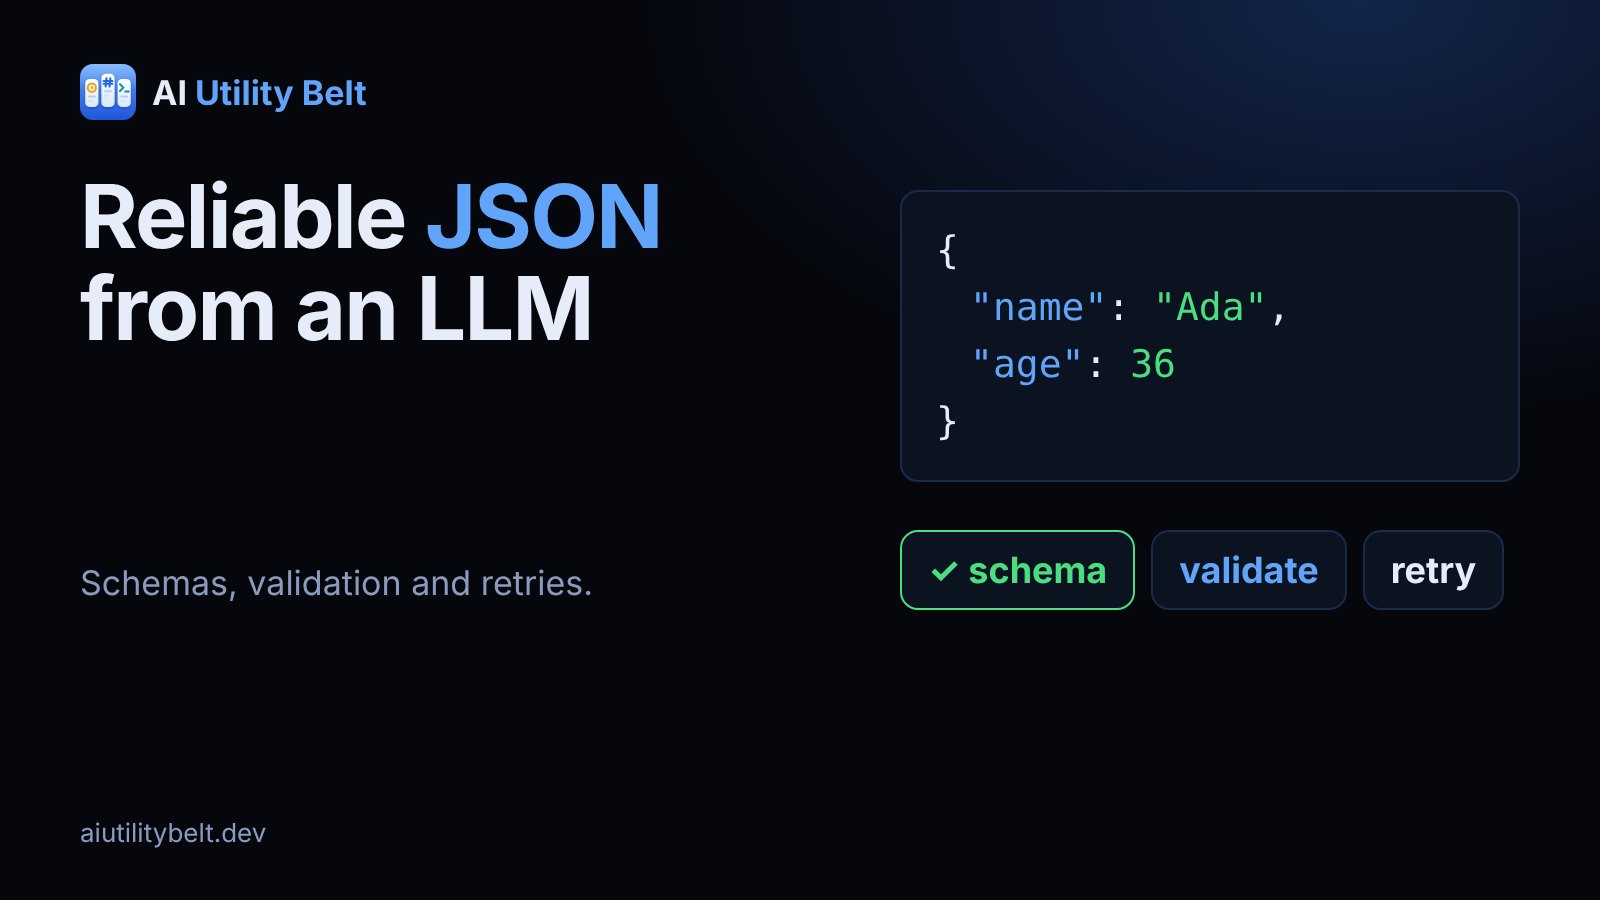 AI Utility Belt
Reliable JSON
from an LLM
Schemas, validation and retries.
aiutilitybelt.dev
{
  "name": "Ada",
  "age": 36
}
✓ schema
validate
retry